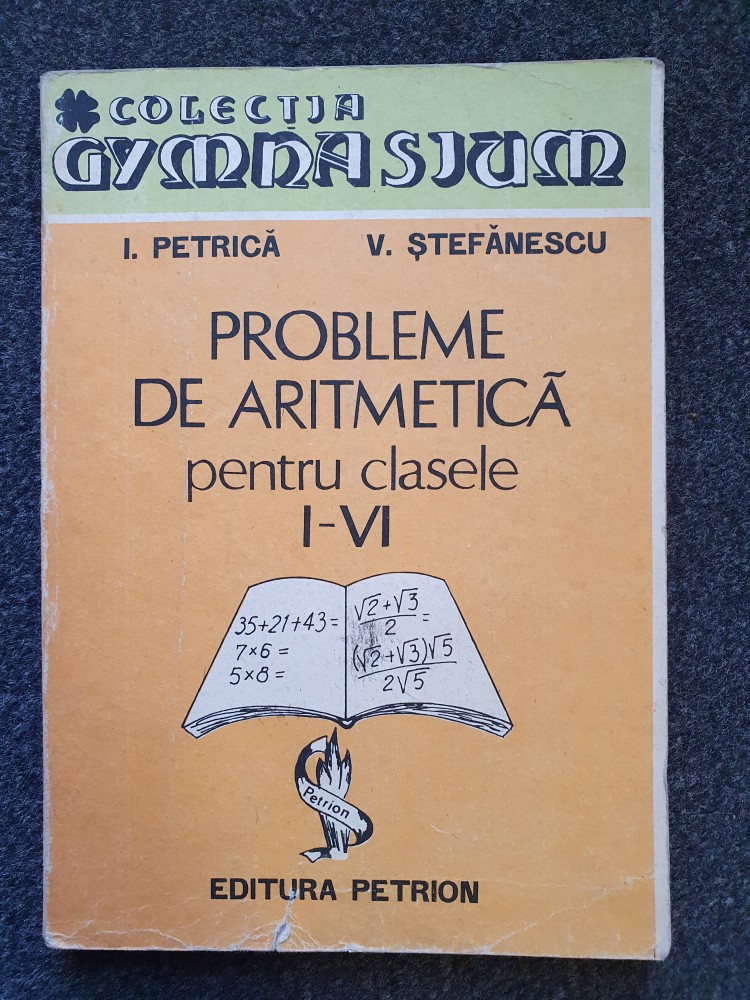 COLECȚIA
GYMNASIUM
I. PETRICĂ V. ȘTEFĂNESCU
PROBLEME
DE ARITMETICĂ
pentru clasele
I-VI
35+21+43=
7×6=
5×8=
√2+√3
2
=
(√2+√3)√5
2√5
Petrion
EDITURA PETRION